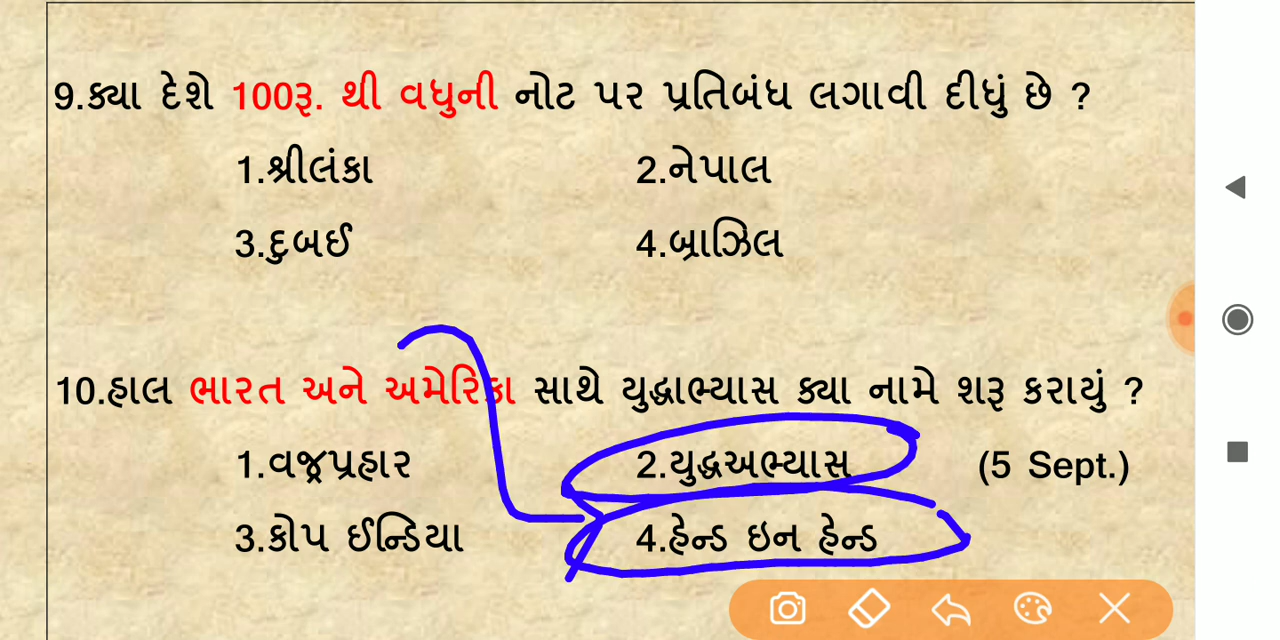 9.ક્યા દેશે 100રૂ. થી વધુની નોટ પર પ્રતિબંધ લગાવી દીધું છે ?
1.શ્રીલંકા 2.નેપાલ
3.દુબઈ 4.બ્રાઝિલ
10.હાલ ભારત અને અમેરિકા સાથે યુદ્ધાભ્યાસ ક્યા નામે શરૂ કરાયું ?
1.વજ્રપ્રહાર 2.યુદ્ધઅભ્યાસ (5 Sept.)
3.કોપ ઈન્ડિયા 4.હેન્ડ ઇન હેન્ડ